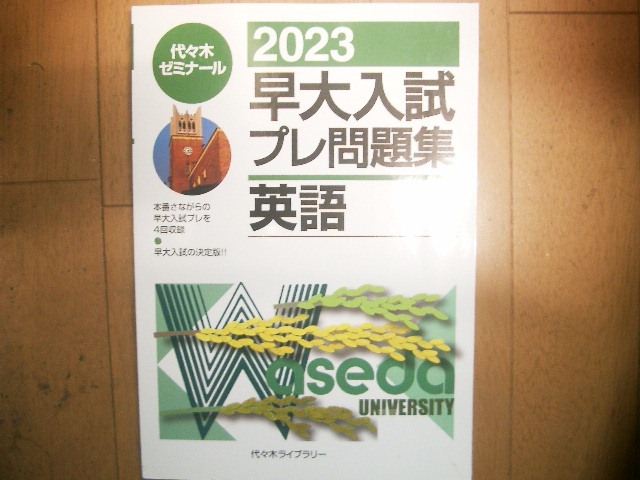 代々木
ゼミナール
2023
早大入試
プレ問題集
英語
本番さながらの
早大入試プレを
4回収録
●
早大入試の決定版!!
Waseda
UNIVERSITY
代々木ライブラリー